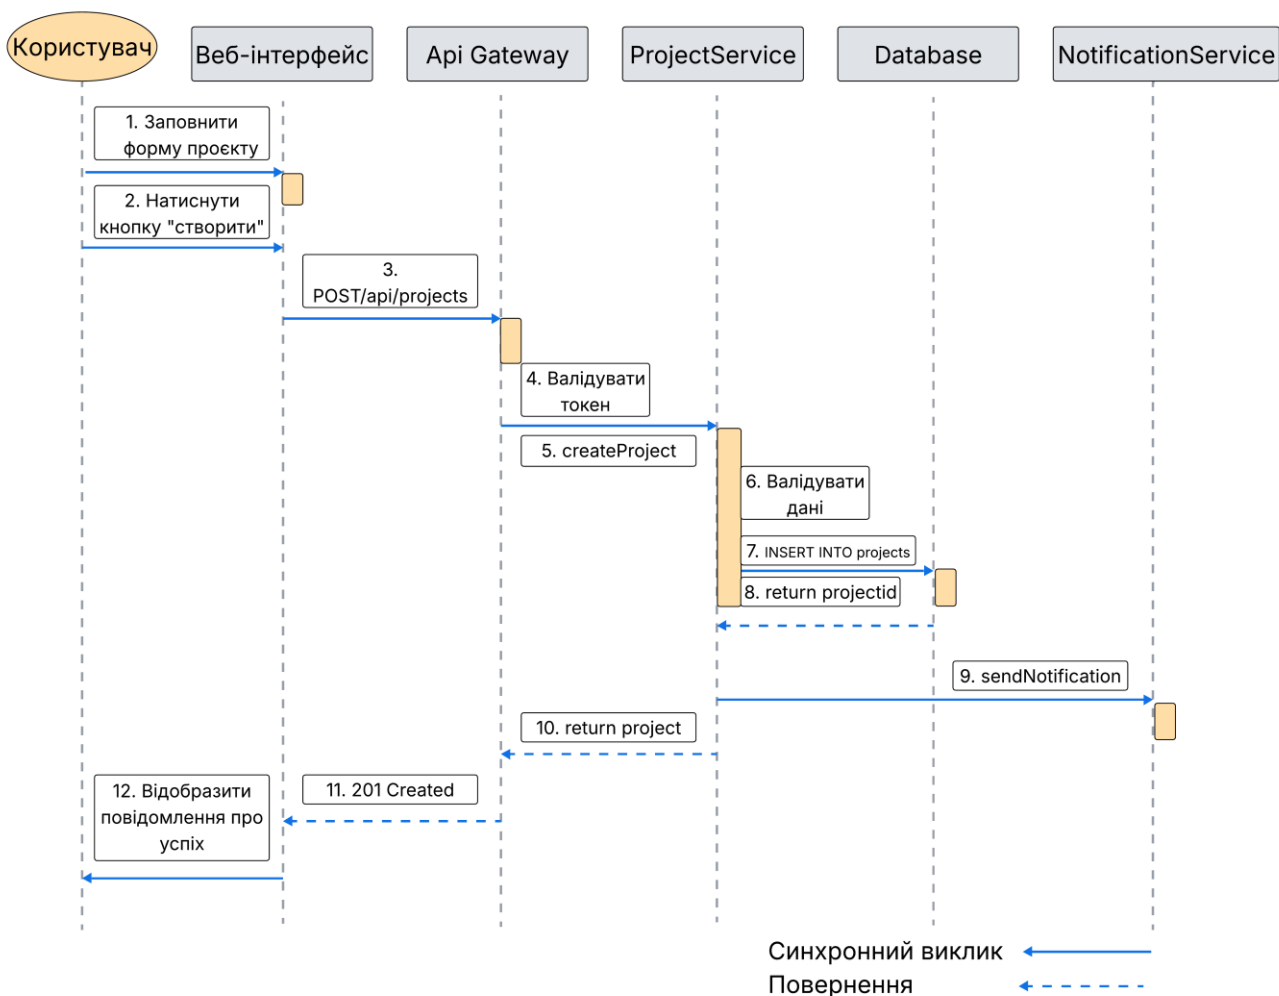 Користувач
Веб-інтерфейс
Api Gateway
ProjectService
Database
NotificationService
1. Заповнити
форму проєкту
2. Натиснути
кнопку "створити"
3.
POST/api/projects
4. Валідувати
токен
5. createProject
6. Валідувати
дані
7. INSERT INTO projects
8. return projectid
9. sendNotification
10. return project
11. 201 Created
12. Відобразити
повідомлення про
успіх
Синхронний виклик
Повернення